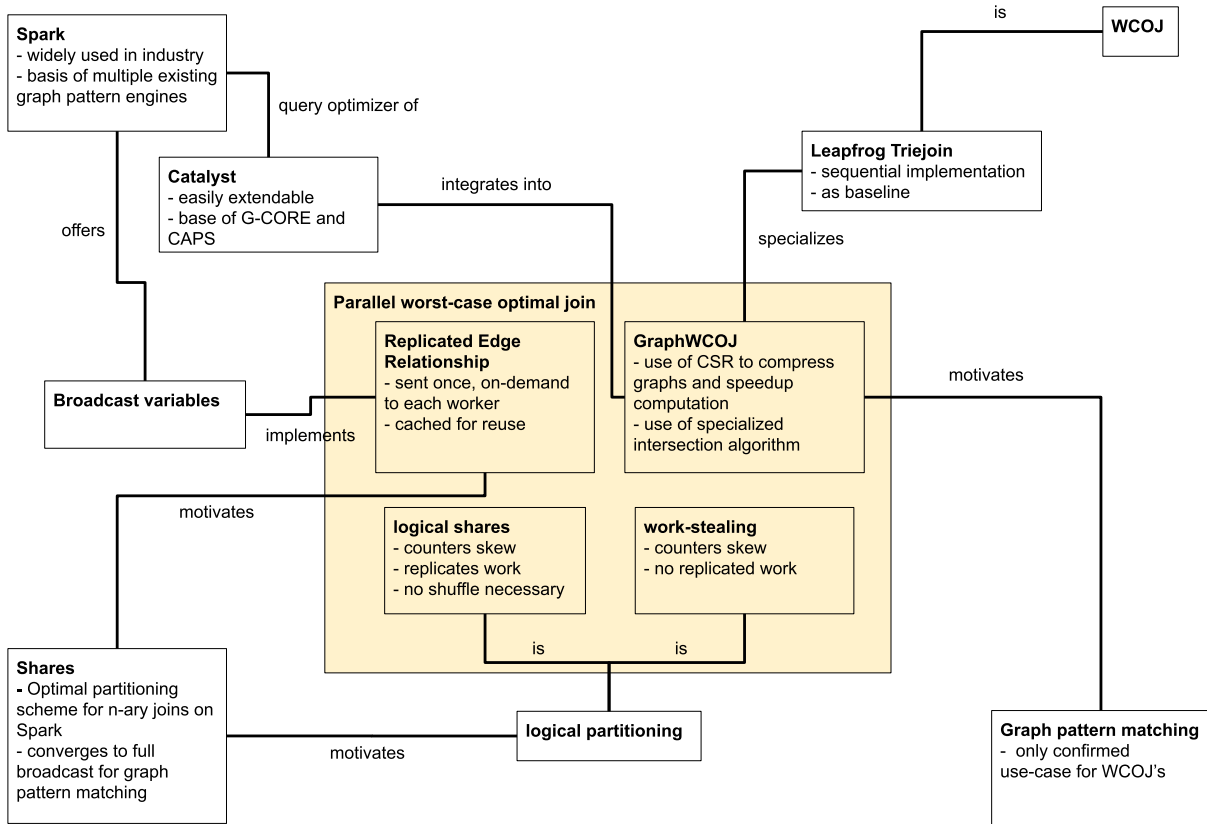 is
WCOJ
Spark
- widely used in industry
- basis of multiple existing
graph pattern engines
query optimizer of
Leapfrog Triejoin
- sequential implementation
- as baseline
Catalyst
- easily extendable
- base of G-CORE and
CAPS
integrates into
offers
specializes
Parallel worst-case optimal join
Replicated Edge
Relationship
- sent once, on-demand
to each worker
- cached for reuse
GraphWCOJ
- use of CSR to compress
graphs and speedup
computation
- use of specialized
intersection algorithm
motivates
Broadcast variables
implements
motivates
logical shares
- counters skew
- replicates work
- no shuffle necessary
work-stealing
- counters skew
- no replicated work
is
is
Shares
- Optimal partitioning
scheme for n-ary joins on
Spark
- converges to full
broadcast for graph
pattern matching
motivates
logical partitioning
Graph pattern matching
- only confirmed
use-case for WCOJ's